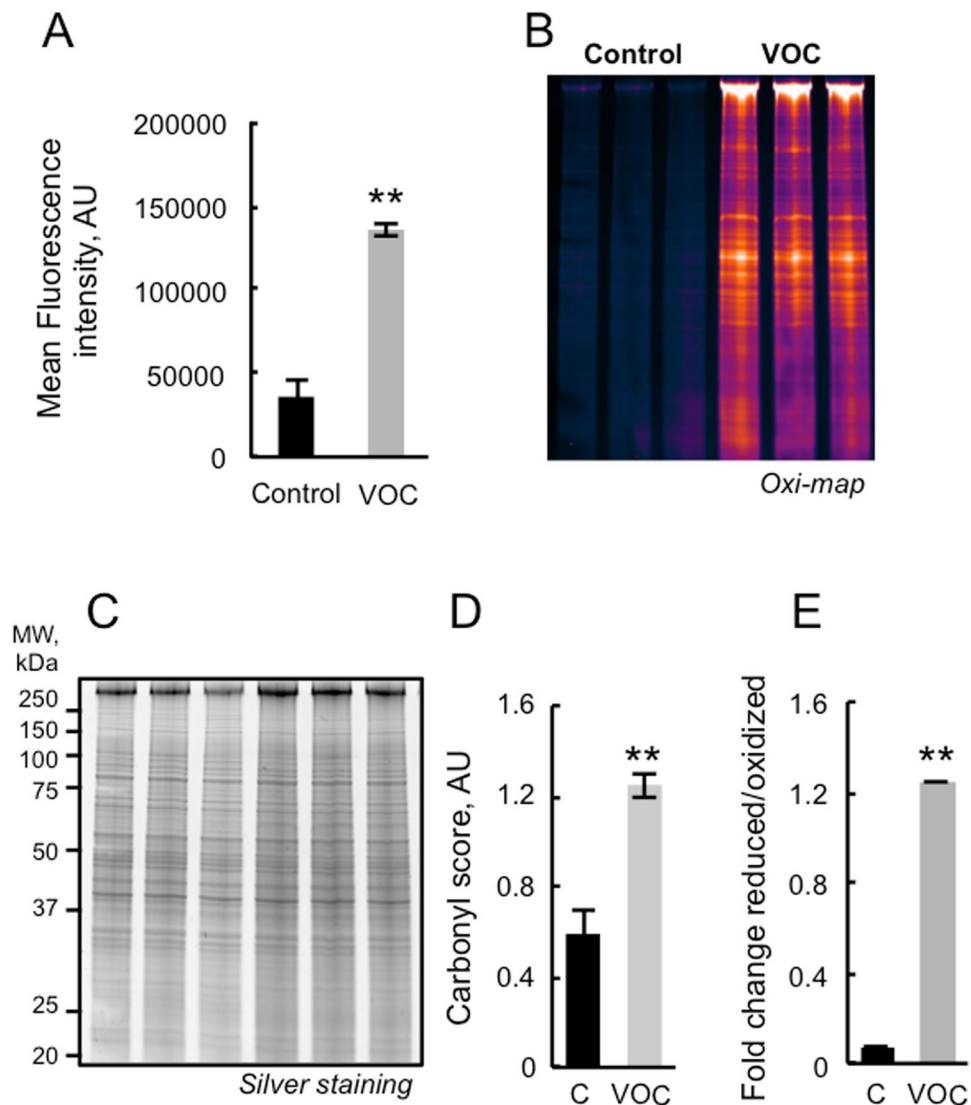 A
Mean Fluorescence
intensity, AU
200000
150000
100000
50000
0
**
Control VOC
B
Control VOC
Oxi-map
C
MW,
kDa
250
150
100
75
50
37
25
20
Silver staining
D
Carbonyl score, AU
1.6
1.2
0.8
0.4
0
**
C VOC
E
Fold change reduced/oxidized
1.6
1.2
0.8
0.4
0
**
C VOC